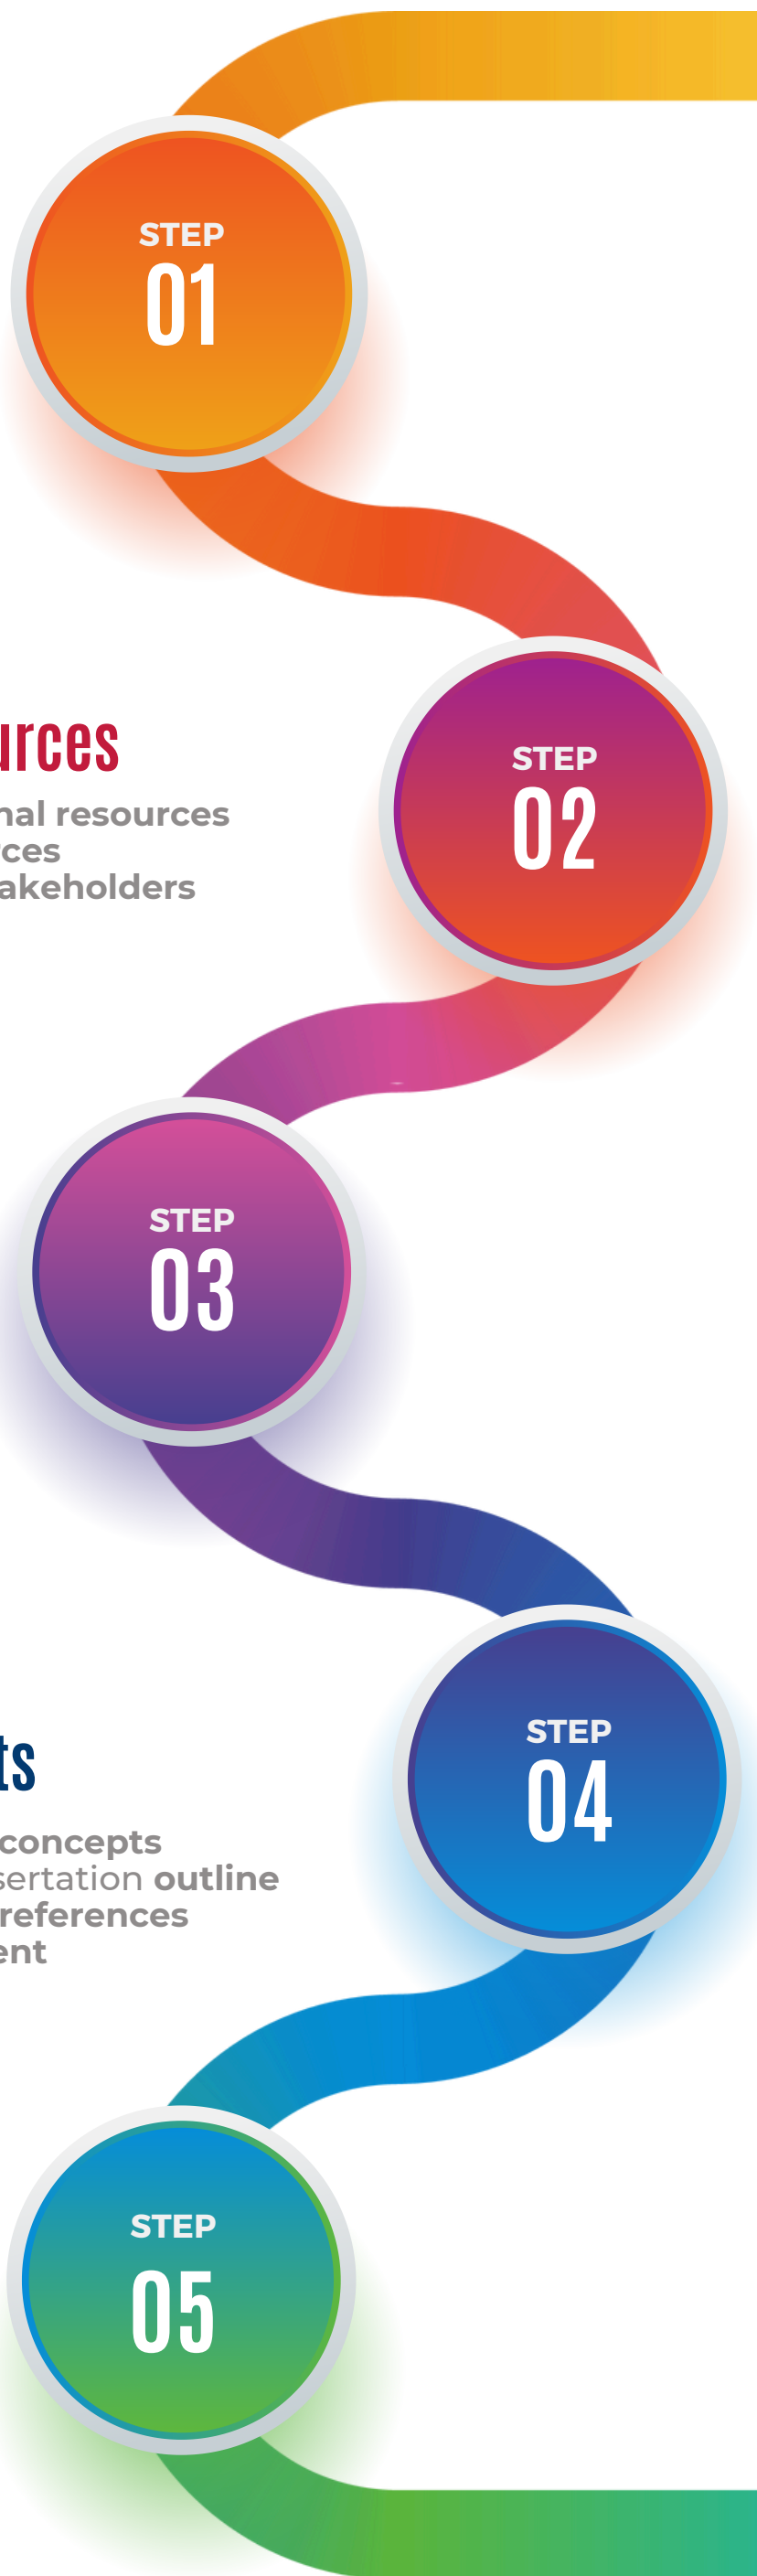 STEP
01
urces
nal resources
rces
akeholders
STEP
02
STEP
03
ts
concepts
sertation outline
references
ent
STEP
04
STEP
05